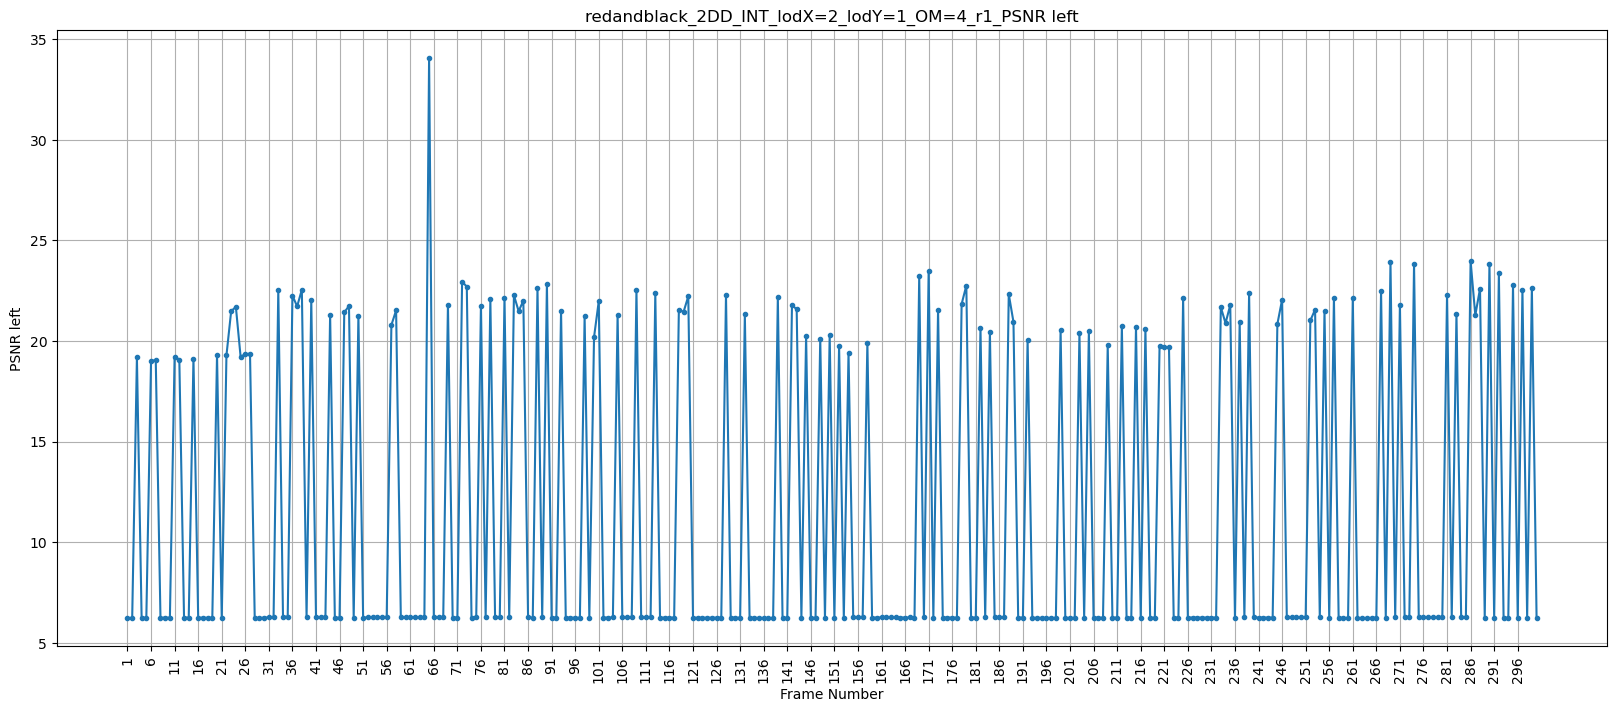 redandblack_2DD_INT_lodX=2_lodY=1_OM=4_r1_PSNR left
PSNR left
35
30
25
20
15
10
5
1 6 11 16 21 26 31 36 41 46 51 56 61 66 71 76 81 86 91 96 101 106 111 116 121 126 131 136 141 146 151 156 161 166 171 176 181 186 191 196 201 206 211 216 221 226 231 236 241 246 251 256 261 266 271 276 281 286 291 296
Frame Number